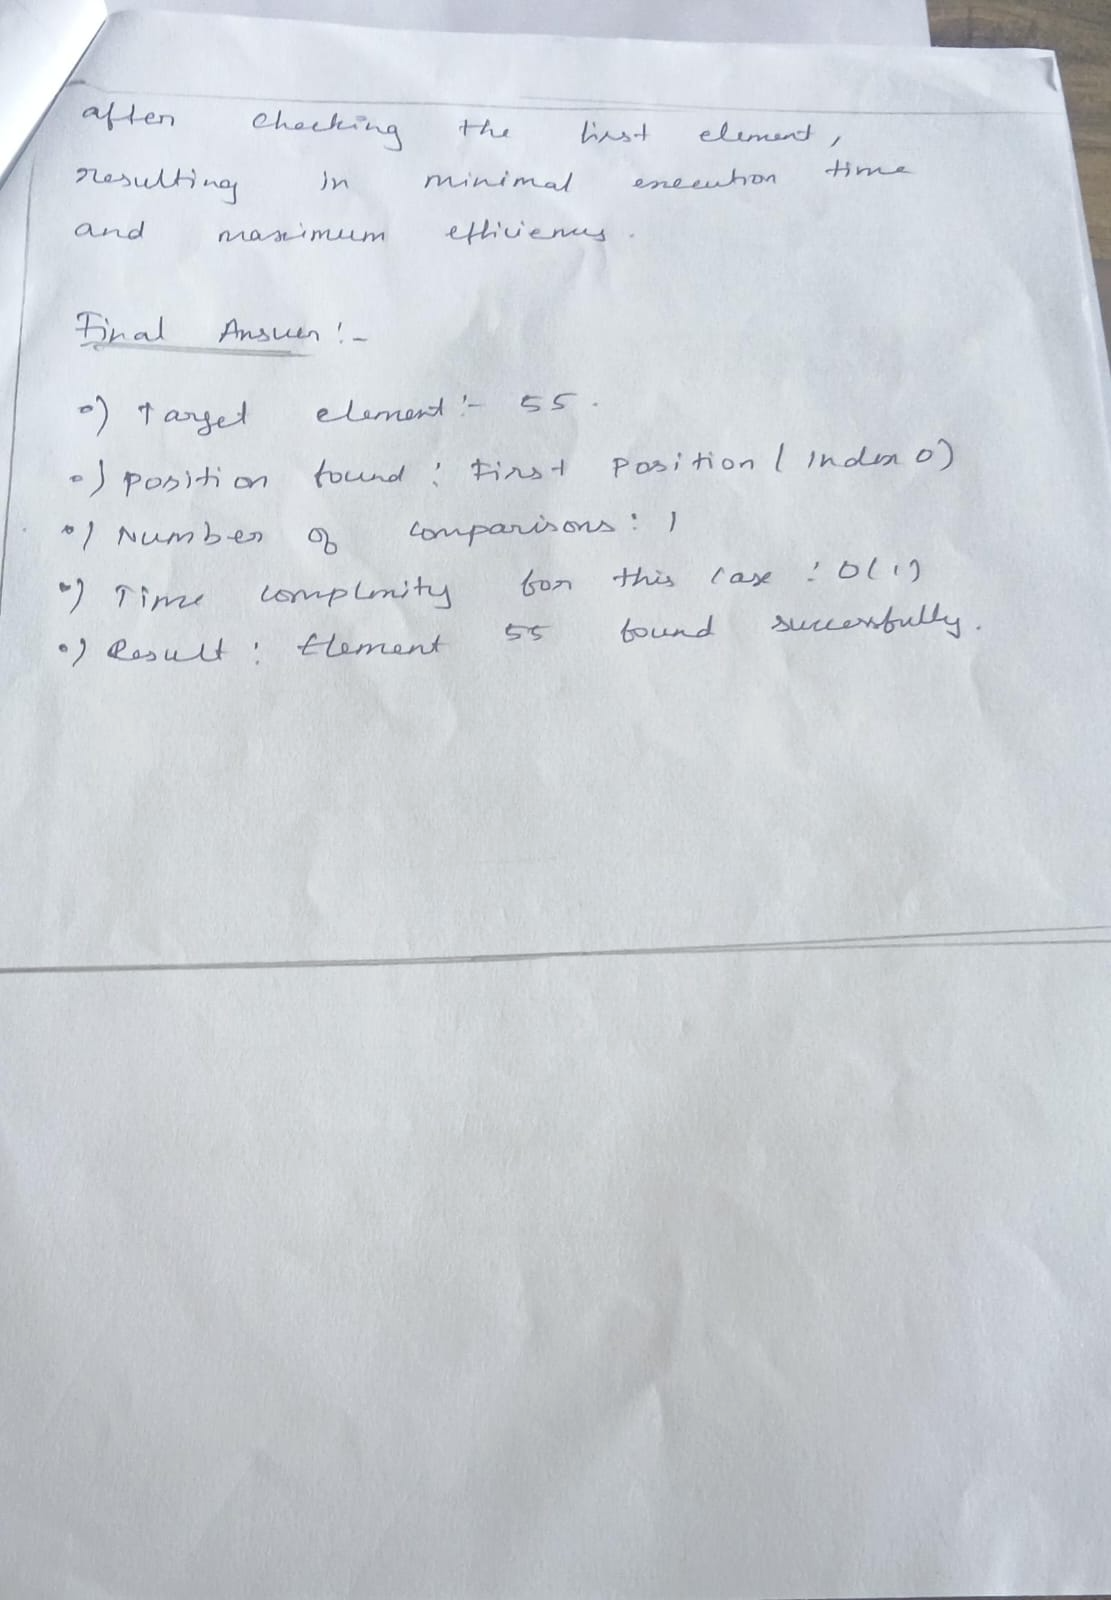 after checking the first element,
resulting in minimal execution time
and maximum efficiency.
Final Answer:-
•) Target element:- 55.
•) Position found: First Position (index 0)
•) Number of comparisons: 1
•) Time complexity for this case: O(1)
•) Result: Element 55 found successfully.